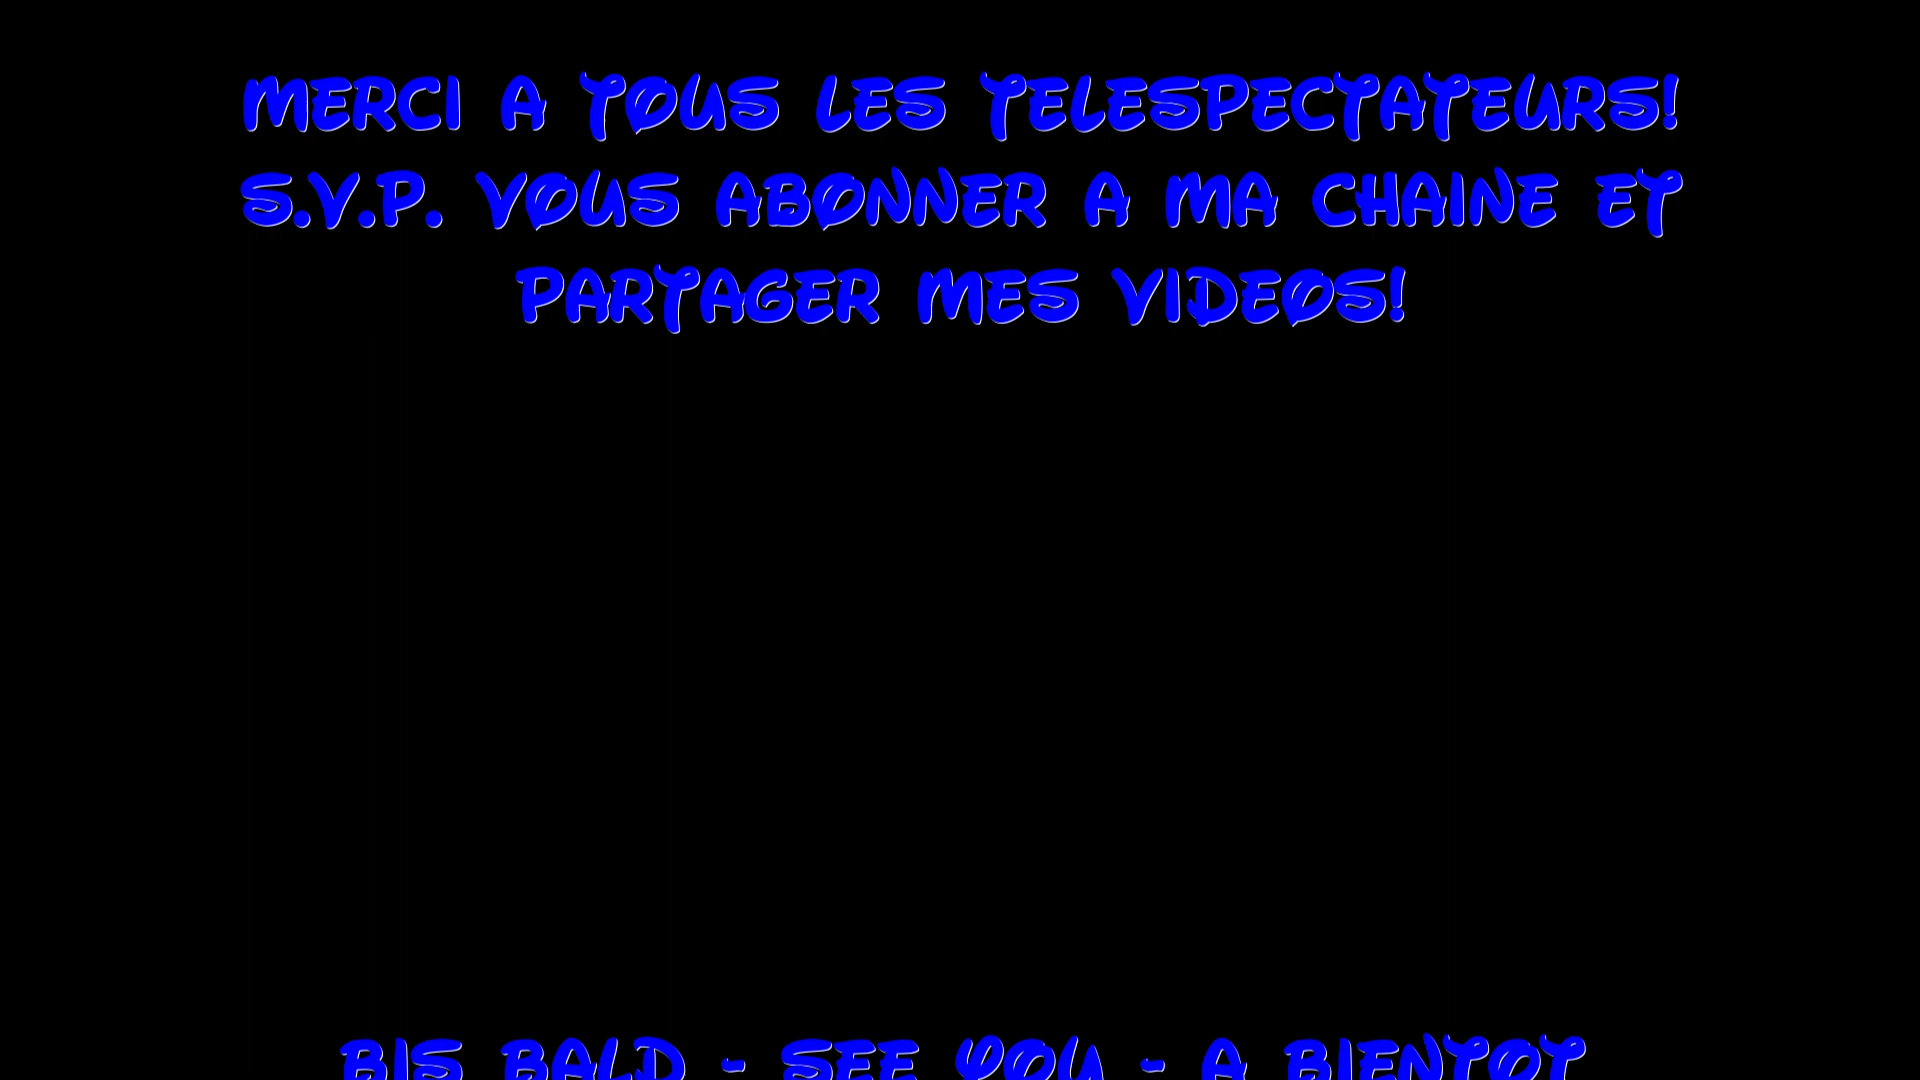 MERCI A TOUS LES TELESPECTATEURS!
S.V.P. VOUS ABONNER A MA CHAINE ET
PARTAGER MES VIDEOS!
BIS BALD - SEE YOU - A BIENTOT